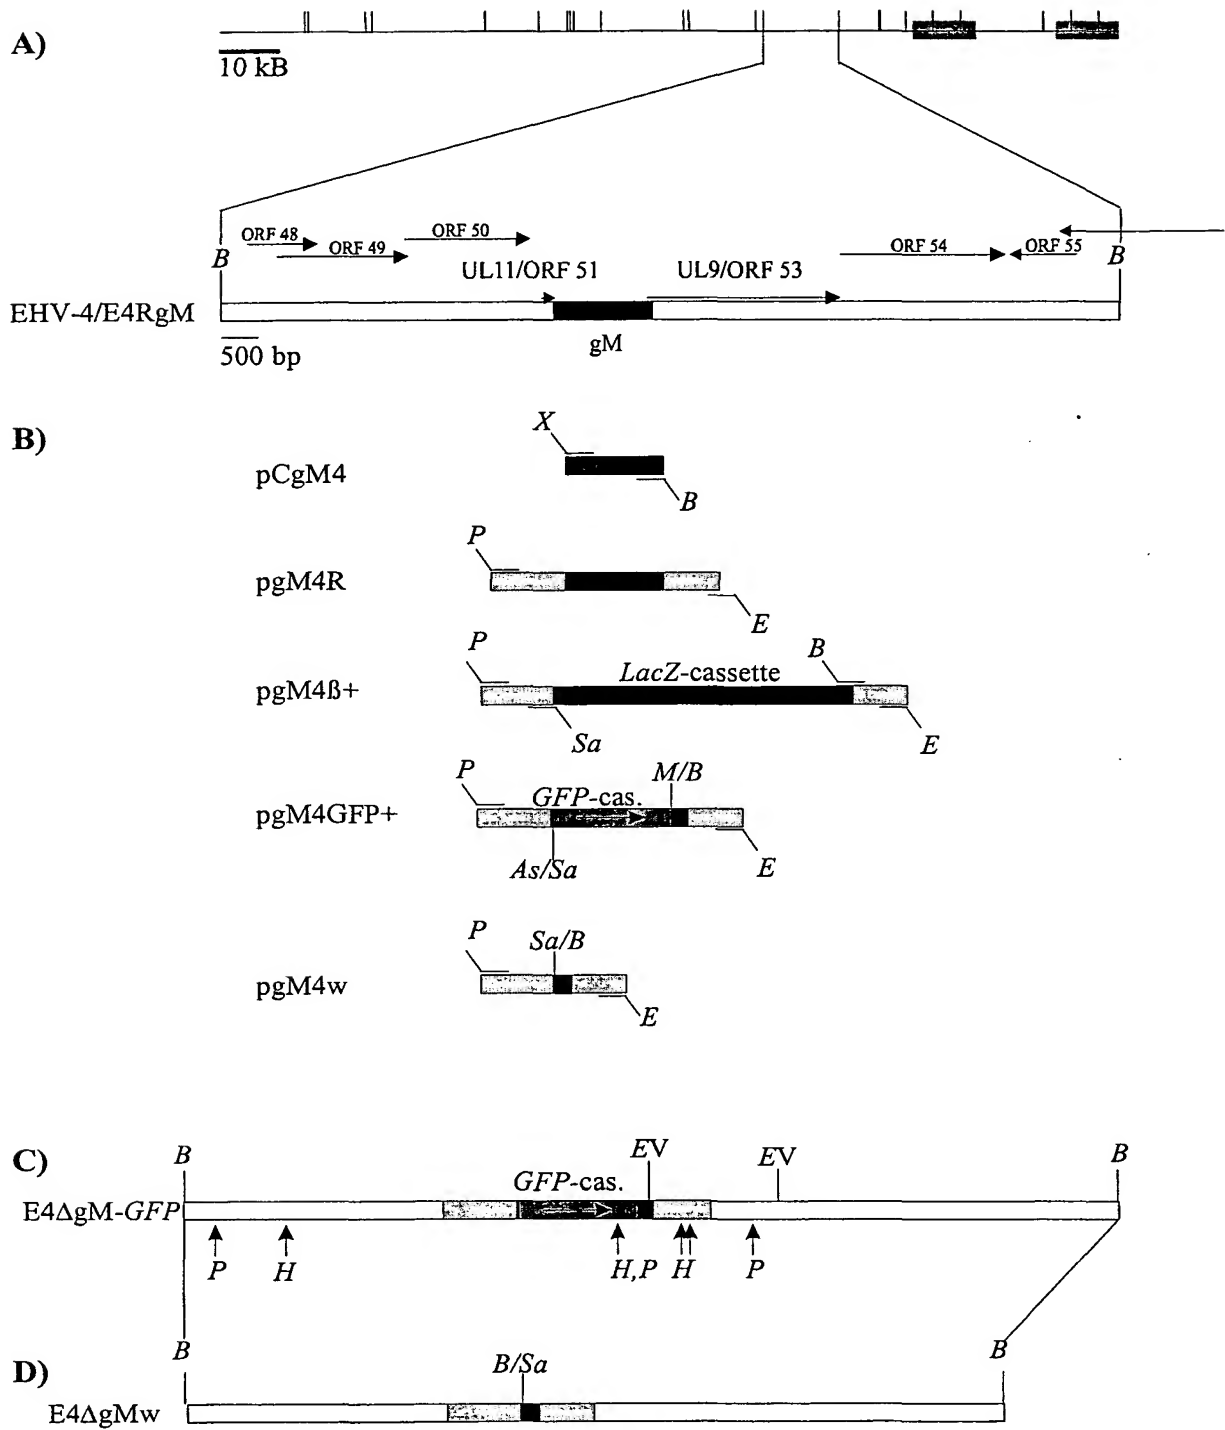 A)
10 kB
ORF 48
ORF 49
ORF 50
ORF 54
ORF 55
B
B
UL11/ORF 51
UL9/ORF 53
EHV-4/E4RgM
gM
500 bp
B)
X
pCgM4
B
P
pgM4R
E
P
B
LacZ-cassette
pgM4ß+
Sa
E
P
M/B
GFP-cas.
pgM4GFP+
As/Sa
E
P
Sa/B
pgM4w
E
C)
B
EV
EV
B
GFP-cas.
E4ΔgM-GFP
P
H
H,P
H
P
B
B
D)
B/Sa
E4ΔgMw